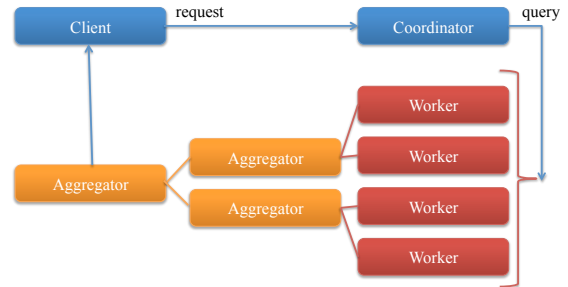 request
query
Client
Coordinator
Worker
Aggregator
Worker
Aggregator
Aggregator
Worker
Worker